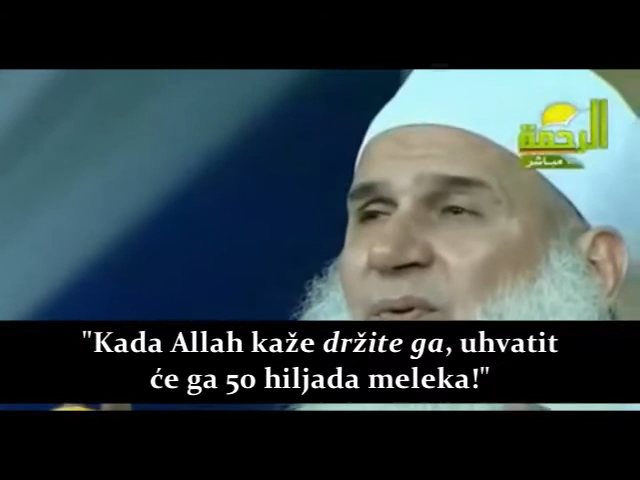 الرحمة
مباشر
"Kada Allah kaže držite ga, uhvatit
će ga 50 hiljada meleka!"